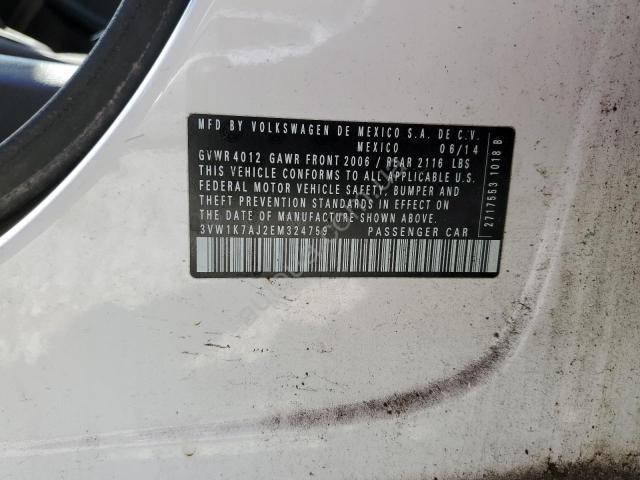 MFD BY VOLKSWAGEN DE MEXICO S.A. DE C.V.
MEXICO 06/14
GVWR4012 GAWR FRONT 2006 / REAR 2116 LBS
THIS VEHICLE CONFORMS TO ALL APPLICABLE U.S.
FEDERAL MOTOR VEHICLE SAFETY, BUMPER AND
THEFT PREVENTION STANDARDS IN EFFECT ON
THE DATE OF MANUFACTURE SHOWN ABOVE.
3VW1K7AJ2EM324759 PASSENGER CAR
2717553 1018 B